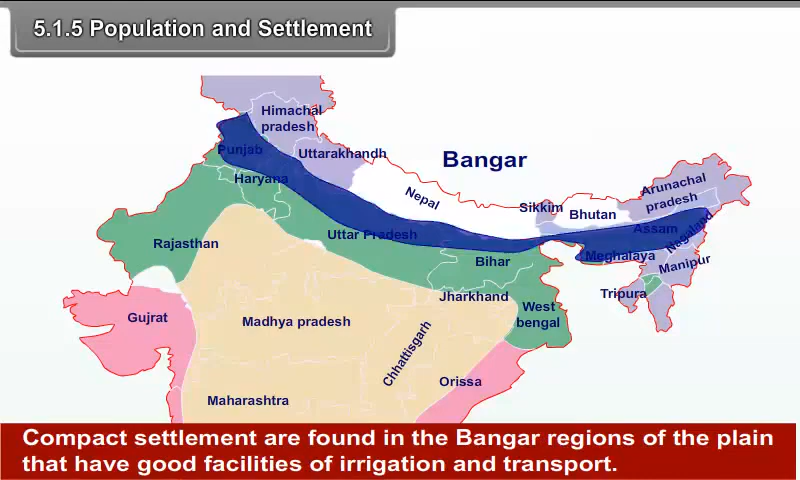 5.1.5 Population and Settlement
Himachal
pradesh
Punjab
Uttarakhandh
Bangar
Haryana
Nepal
Arunachal
pradesh
Sikkim
Bhutan
Rajasthan
Uttar Pradesh
Assam
Nagaland
Bihar
Meghalaya
Manipur
Jharkhand
Tripura
Gujrat
Madhya pradesh
West
bengal
Chhattisgarh
Orissa
Maharashtra
Compact settlement are found in the Bangar regions of the plain
that have good facilities of irrigation and transport.